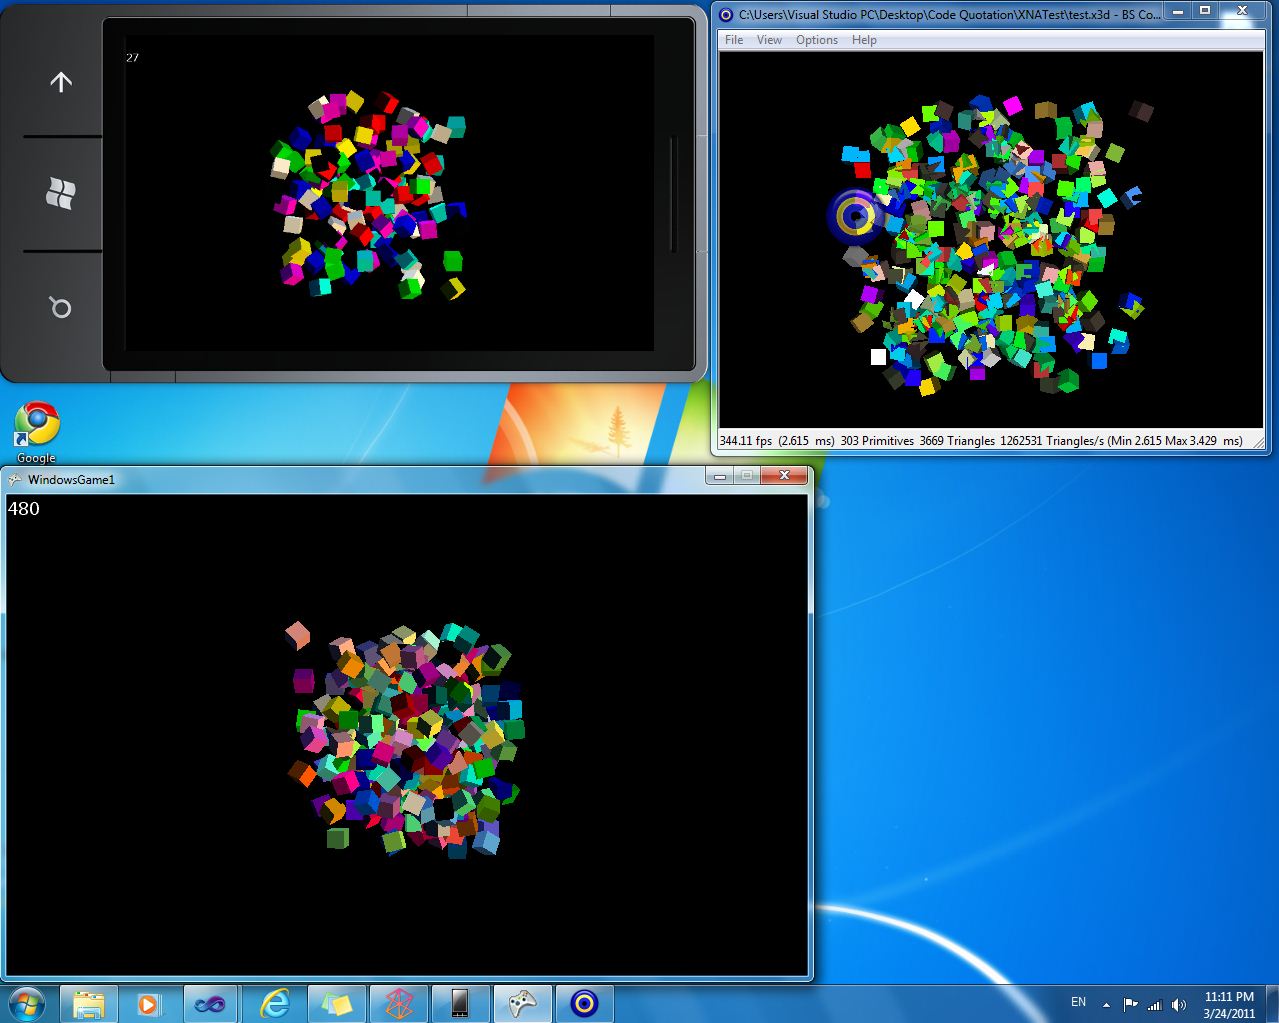 27
C:\Users\Visual Studio PC\Desktop\Code Quotation\XNATest\test.x3d - BS Co...
File View Options Help
344.11 fps (2.615 ms) 303 Primitives 3669 Triangles 1262531 Triangles/s (Min 2.615 Max 3.429 ms)
Google
WindowsGame1
480
EN
11:11 PM
3/24/2011